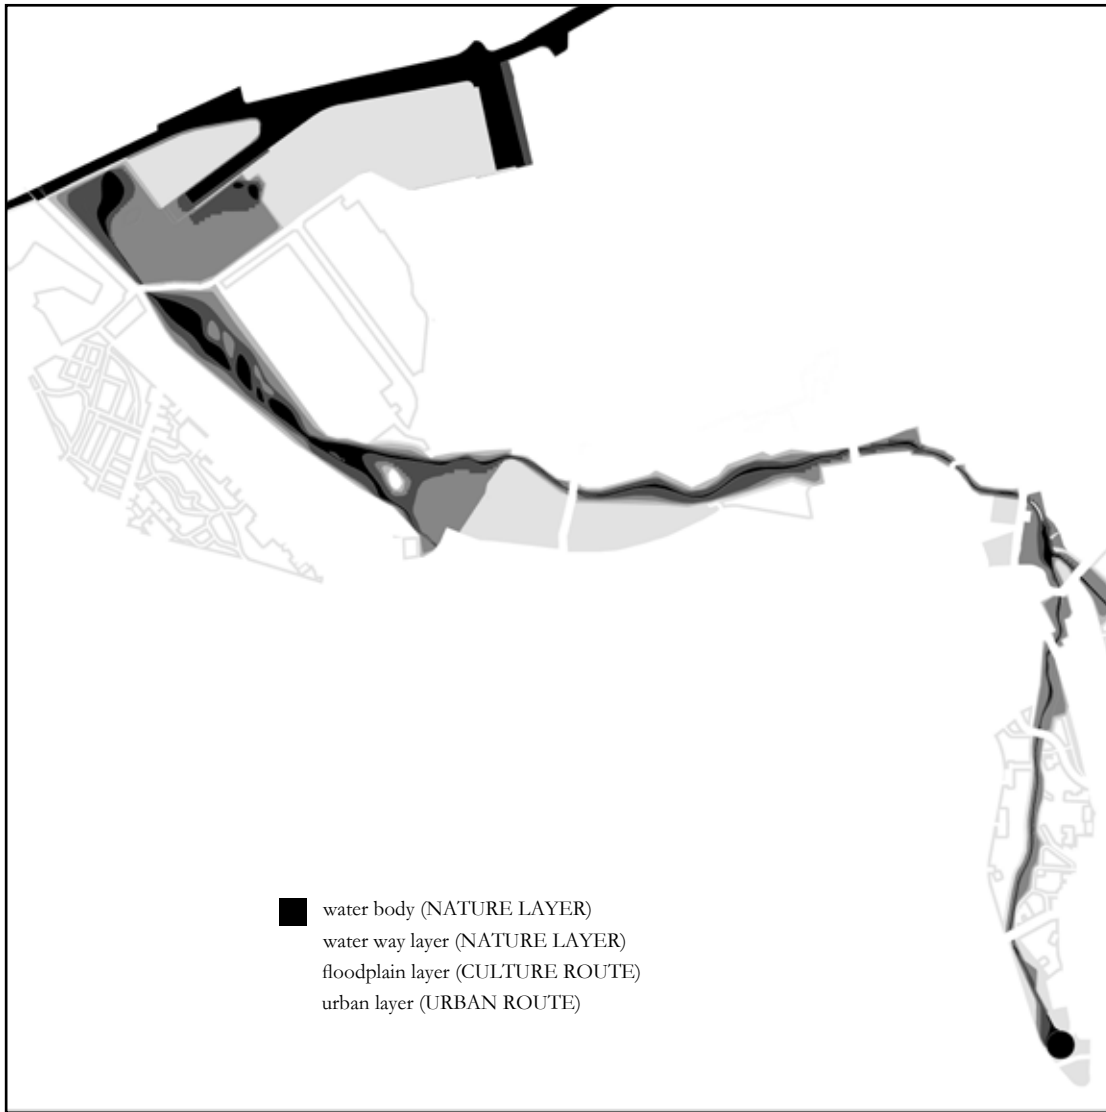 water body (NATURE LAYER)
water way layer (NATURE LAYER)
floodplain layer (CULTURE ROUTE)
urban layer (URBAN ROUTE)